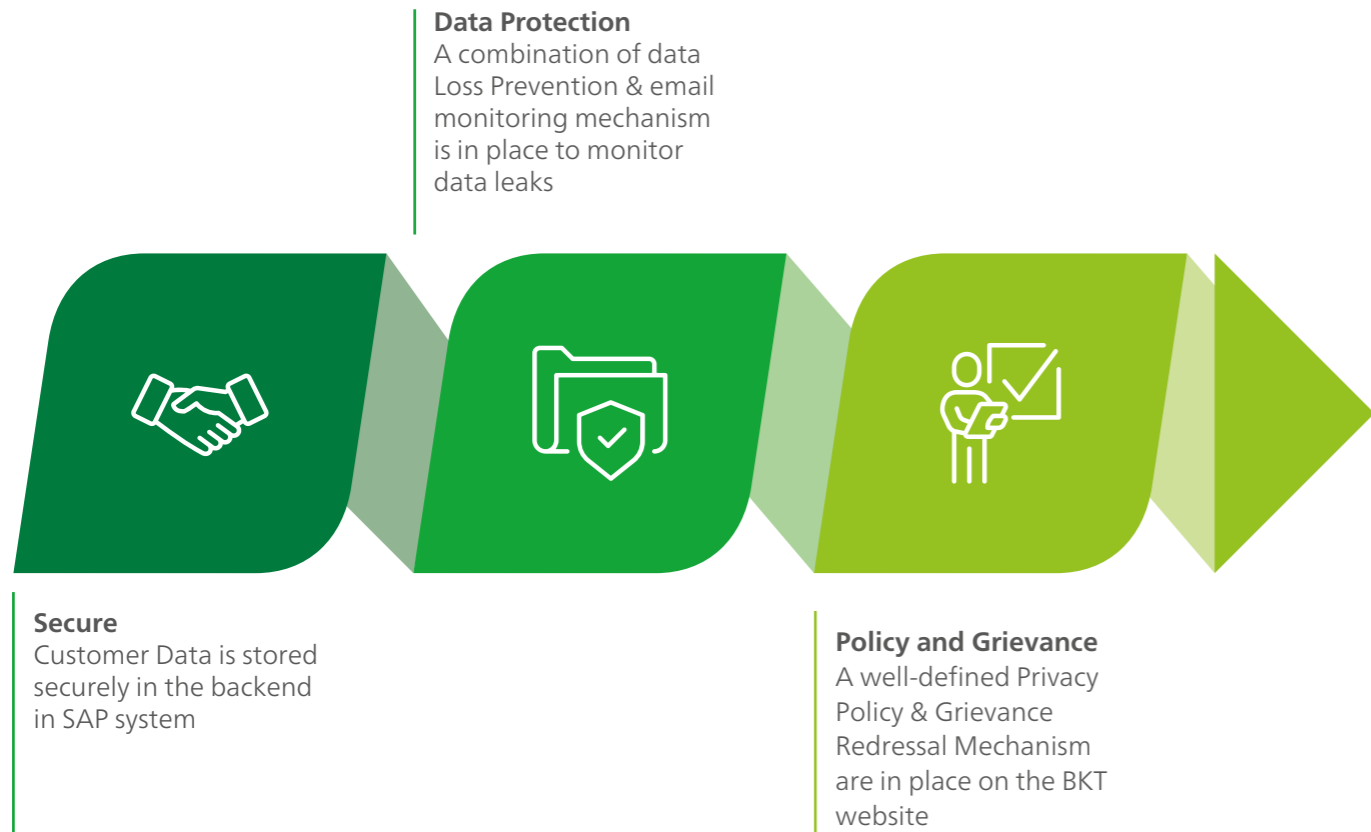 Data Protection
A combination of data
Loss Prevention & email
monitoring mechanism
is in place to monitor
data leaks
Secure
Customer Data is stored
securely in the backend
in SAP system
Policy and Grievance
A well-defined Privacy
Policy & Grievance
Redressal Mechanism
are in place on the BKT
website